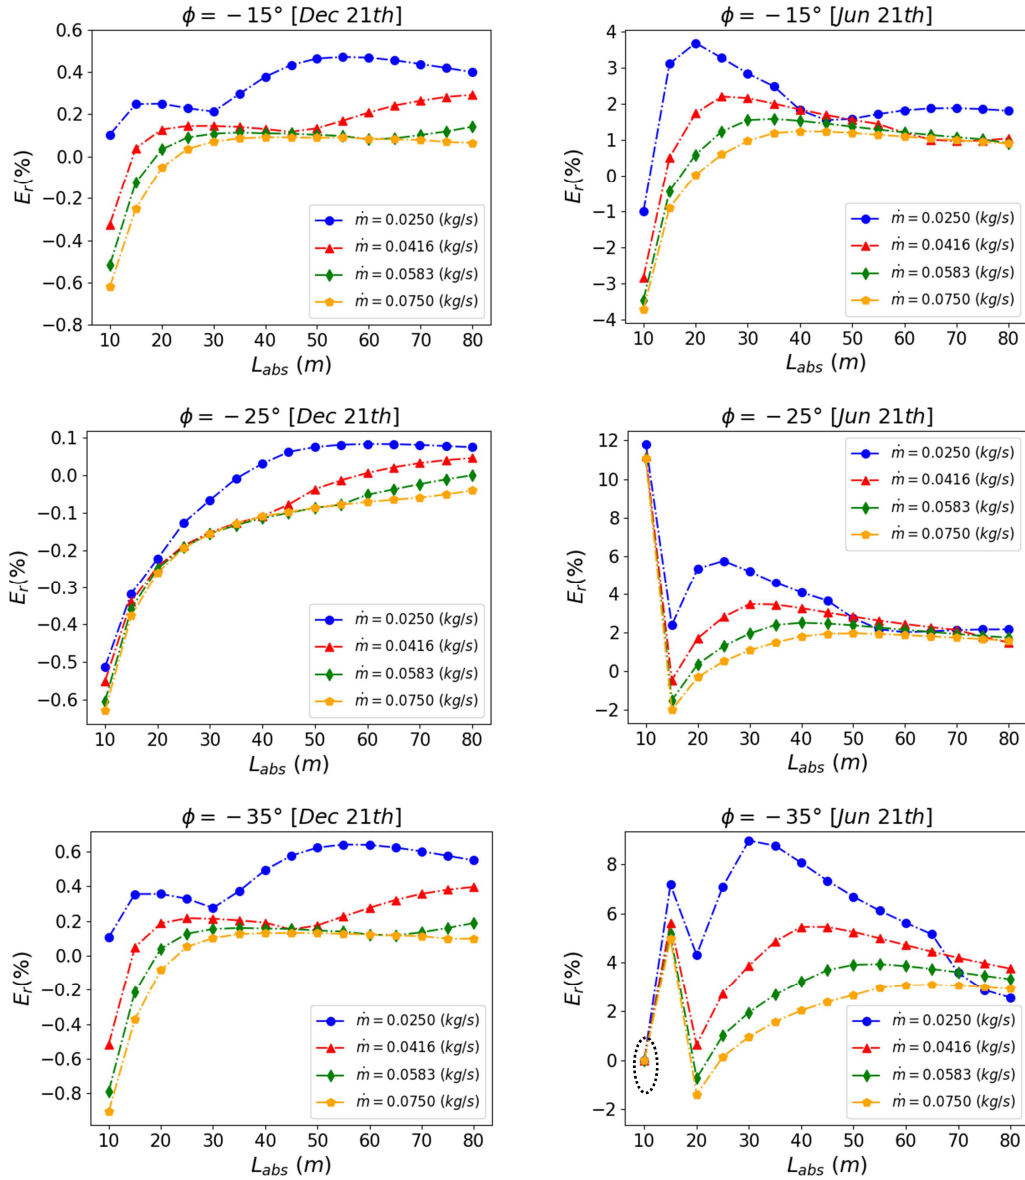 ϕ = −15° [Dec 21th]
0.6
0.4
0.2
0.0
−0.2
−0.4
−0.6
−0.8
E_r(%)
ṁ = 0.0250 (kg/s)
ṁ = 0.0416 (kg/s)
ṁ = 0.0583 (kg/s)
ṁ = 0.0750 (kg/s)
10 20 30 40 50 60 70 80
L_abs (m)
ϕ = −15° [Jun 21th]
4
3
2
1
0
−1
−2
−3
−4
E_r(%)
ṁ = 0.0250 (kg/s)
ṁ = 0.0416 (kg/s)
ṁ = 0.0583 (kg/s)
ṁ = 0.0750 (kg/s)
10 20 30 40 50 60 70 80
L_abs (m)
ϕ = −25° [Dec 21th]
0.1
0.0
−0.1
−0.2
−0.3
−0.4
−0.5
−0.6
E_r(%)
ṁ = 0.0250 (kg/s)
ṁ = 0.0416 (kg/s)
ṁ = 0.0583 (kg/s)
ṁ = 0.0750 (kg/s)
10 20 30 40 50 60 70 80
L_abs (m)
ϕ = −25° [Jun 21th]
12
10
8
6
4
2
0
−2
E_r(%)
ṁ = 0.0250 (kg/s)
ṁ = 0.0416 (kg/s)
ṁ = 0.0583 (kg/s)
ṁ = 0.0750 (kg/s)
10 20 30 40 50 60 70 80
L_abs (m)
ϕ = −35° [Dec 21th]
0.6
0.4
0.2
0.0
−0.2
−0.4
−0.6
−0.8
E_r(%)
ṁ = 0.0250 (kg/s)
ṁ = 0.0416 (kg/s)
ṁ = 0.0583 (kg/s)
ṁ = 0.0750 (kg/s)
10 20 30 40 50 60 70 80
L_abs (m)
ϕ = −35° [Jun 21th]
8
6
4
2
0
−2
E_r(%)
ṁ = 0.0250 (kg/s)
ṁ = 0.0416 (kg/s)
ṁ = 0.0583 (kg/s)
ṁ = 0.0750 (kg/s)
10 20 30 40 50 60 70 80
L_abs (m)